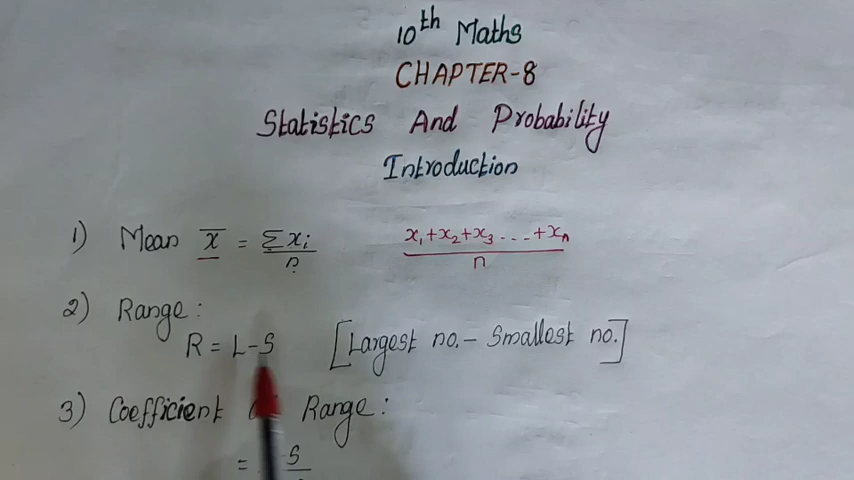 10th Maths
CHAPTER-8
Statistics And Probability
Introduction
1) Mean x̅ = Σxᵢ/n x₁+x₂+x₃...+xₙ/n
2) Range:
R = L-S [Largest no. - Smallest no.]
3) Coefficient Range:
= S